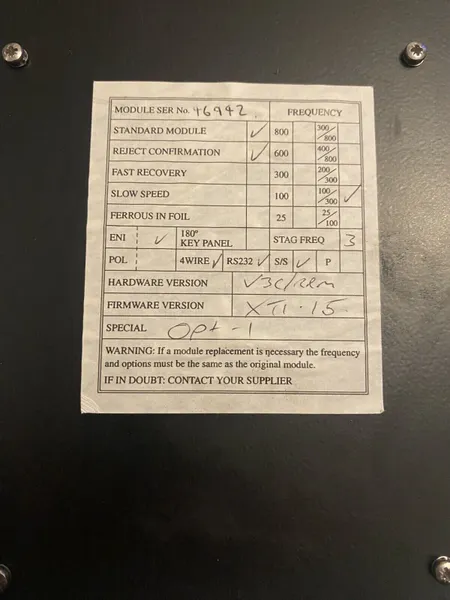 MODULE SER No. 46942 FREQUENCY
STANDARD MODULE ✓ 800 300/800
REJECT CONFIRMATION ✓ 600 400/800
FAST RECOVERY 300 200/300
SLOW SPEED 100 100/300 ✓
FERROUS IN FOIL 25 25/100
ENI ✓ 180° KEY PANEL STAG FREQ 3
POL 4WIRE ✓ RS232 ✓ S/S ✓ P
HARDWARE VERSION
FIRMWARE VERSION XTI.15
SPECIAL Opt-1
WARNING: If a module replacement is necessary the frequency
and options must be the same as the original module.
IF IN DOUBT: CONTACT YOUR SUPPLIER